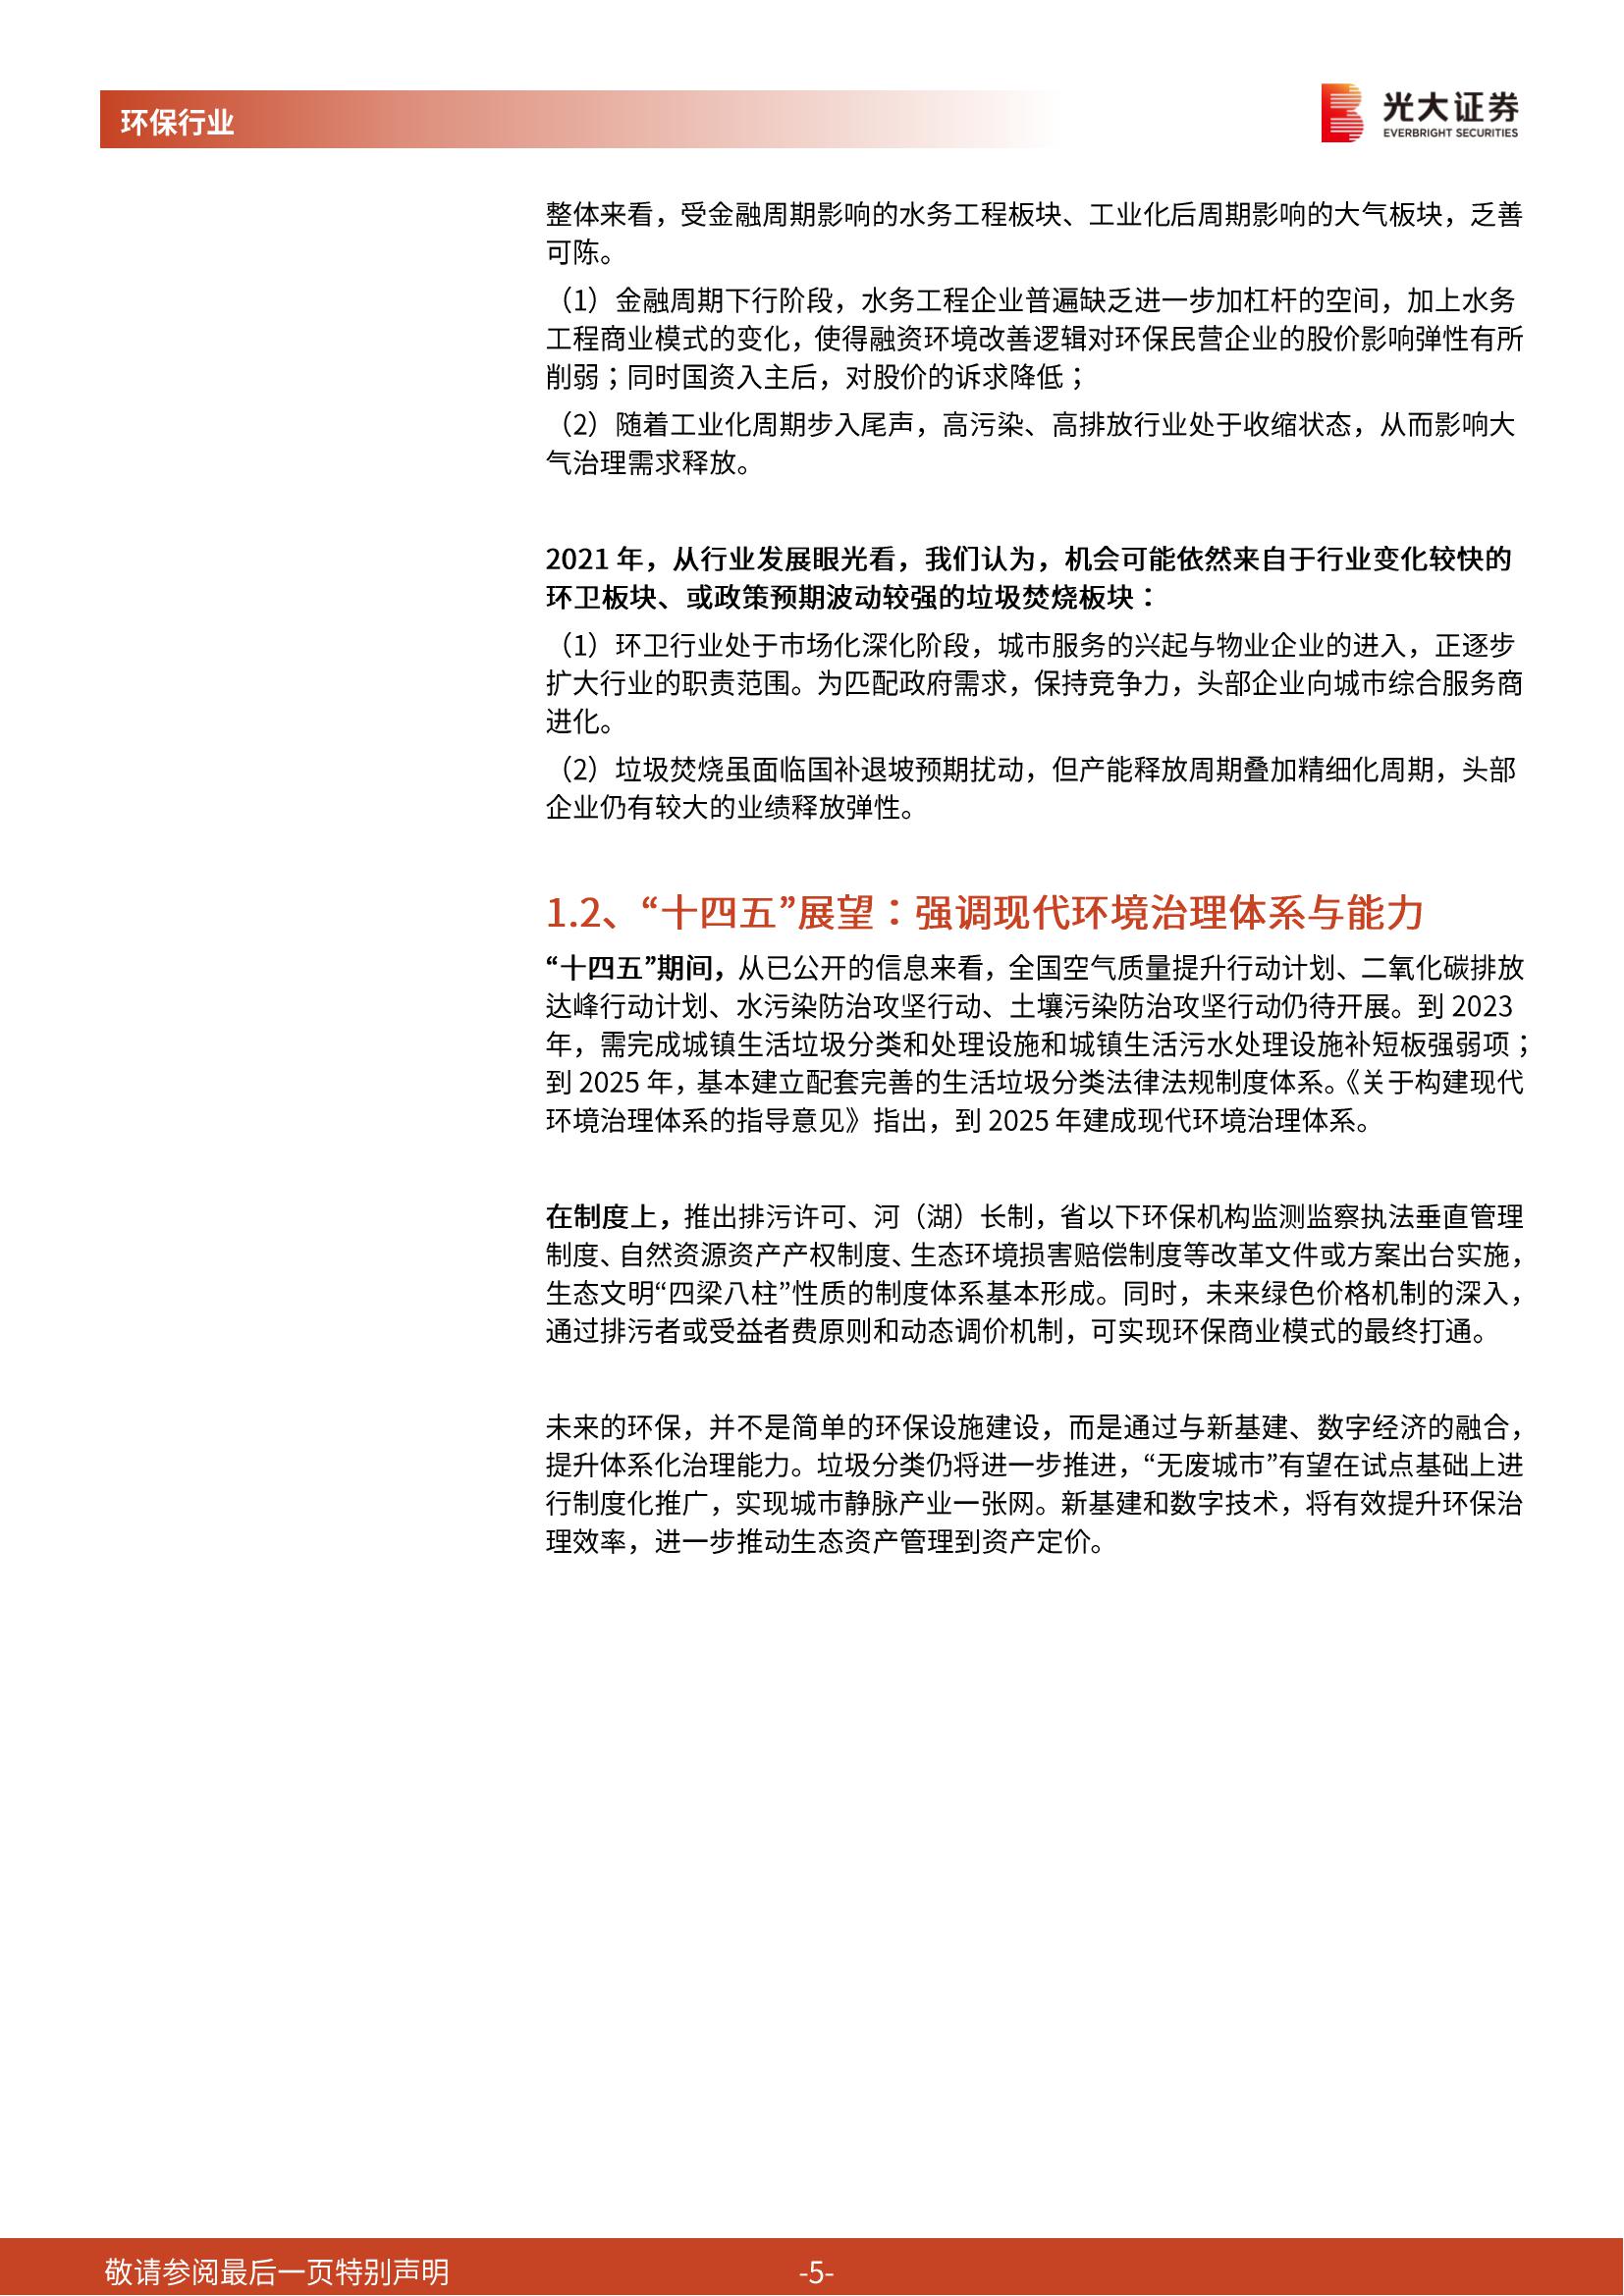 环保行业
光大证券
EVERBRIGHT SECURITIES
整体来看，受金融周期影响的水务工程板块、工业化后周期影响的大气板块，乏善
可陈。
（1）金融周期下行阶段，水务工程企业普遍缺乏进一步加杠杆的空间，加上水务
工程商业模式的变化，使得融资环境改善逻辑对环保民营企业的股价影响弹性有所
削弱；同时国资入主后，对股价的诉求降低；
（2）随着工业化周期步入尾声，高污染、高排放行业处于收缩状态，从而影响大
气治理需求释放。
2021 年，从行业发展眼光看，我们认为，机会可能依然来自于行业变化较快的
环卫板块、或政策预期波动较强的垃圾焚烧板块：
（1）环卫行业处于市场化深化阶段，城市服务的兴起与物业企业的进入，正逐步
扩大行业的职责范围。为匹配政府需求，保持竞争力，头部企业向城市综合服务商
进化。
（2）垃圾焚烧虽面临国补退坡预期扰动，但产能释放周期叠加精细化周期，头部
企业仍有较大的业绩释放弹性。
1.2、“十四五”展望：强调现代环境治理体系与能力
“十四五”期间，从已公开的信息来看，全国空气质量提升行动计划、二氧化碳排放
达峰行动计划、水污染防治攻坚行动、土壤污染防治攻坚行动仍待开展。到 2023
年，需完成城镇生活垃圾分类和处理设施和城镇生活污水处理设施补短板强弱项；
到 2025 年，基本建立配套完善的生活垃圾分类法律法规制度体系。《关于构建现代
环境治理体系的指导意见》指出，到 2025 年建成现代环境治理体系。
在制度上，推出排污许可、河（湖）长制，省以下环保机构监测监察执法垂直管理
制度、自然资源资产产权制度、生态环境损害赔偿制度等改革文件或方案出台实施，
生态文明“四梁八柱”性质的制度体系基本形成。同时，未来绿色价格机制的深入，
通过排污者或受益者费原则和动态调价机制，可实现环保商业模式的最终打通。
未来的环保，并不是简单的环保设施建设，而是通过与新基建、数字经济的融合，
提升体系化治理能力。垃圾分类仍将进一步推进，“无废城市”有望在试点基础上进
行制度化推广，实现城市静脉产业一张网。新基建和数字技术，将有效提升环保治
理效率，进一步推动生态资产管理到资产定价。
敬请参阅最后一页特别声明
-5-